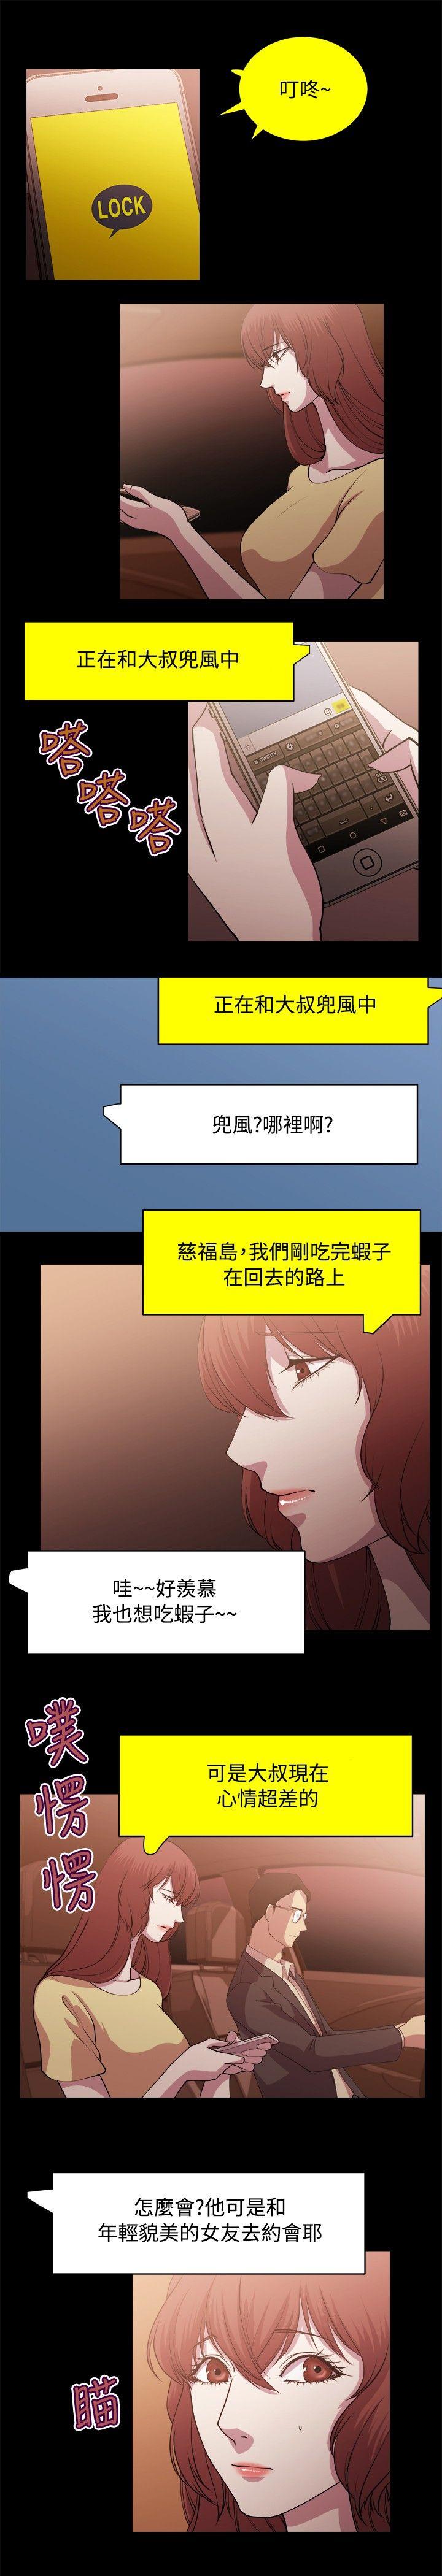 叮咚~
LOCK
正在和大叔兜風中
嗒
嗒
嗒
正在和大叔兜風中
兜風?哪裡啊?
慈福島，我們剛吃完蝦子
在回去的路上
哇~~好羨慕
我也想吃蝦子~~
可是大叔現在
心情超差的
噗
愣
愣
怎麼會?他可是和
年輕貌美的女友去約會耶
瞄